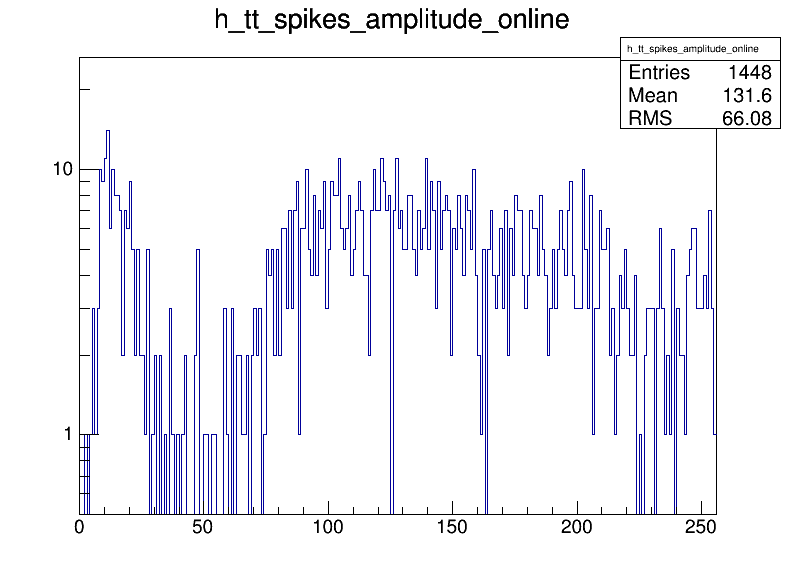 h_tt_spikes_amplitude_online
h_tt_spikes_amplitude_online
Entries 1448
Mean 131.6
RMS 66.08
10
1
0 50 100 150 200 250